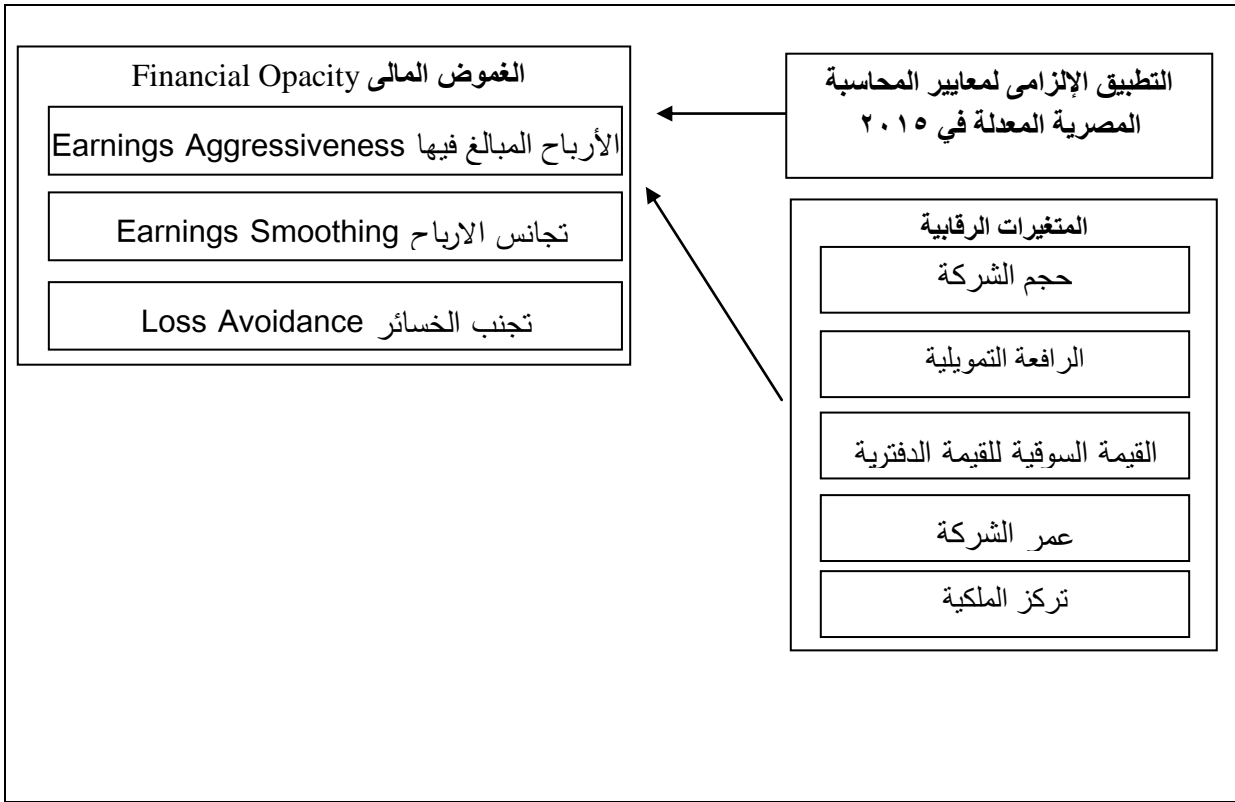 التطبيق الإلزامى لمعايير المحاسبة
المصرية المعدلة في ٢٠١٥
الغموض المالى Financial Opacity
الأرباح المبالغ فيها Earnings Aggressiveness
تجانس الارباح Earnings Smoothing
تجنب الخسائر Loss Avoidance
المتغيرات الرقابية
حجم الشركة
الرافعة التمويلية
القيمة السوقية للقيمة الدفترية
عمر الشركة
تركز الملكية